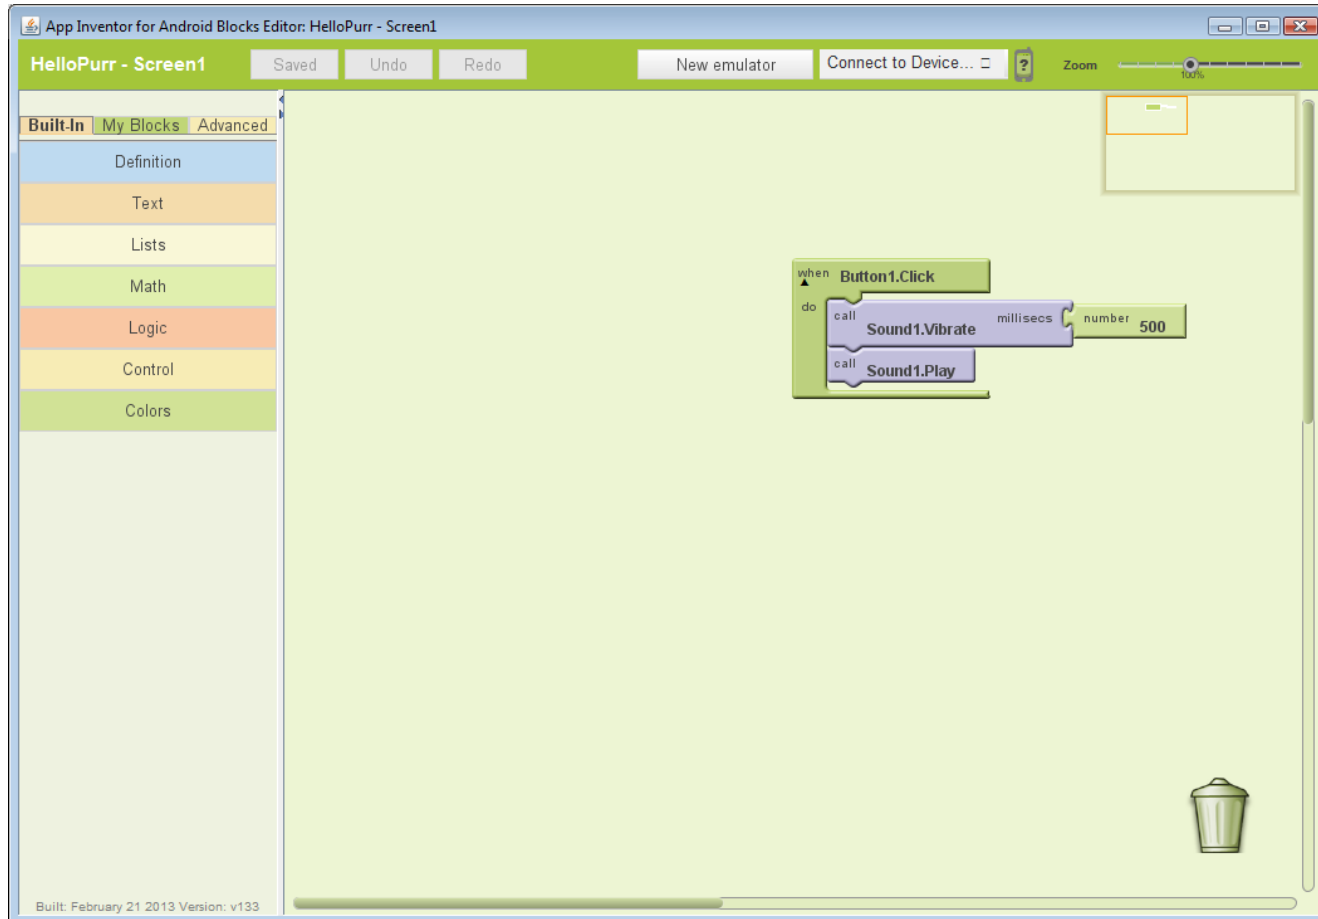 App Inventor for Android Blocks Editor: HelloPurr - Screen1
HelloPurr - Screen1 Saved Undo Redo New emulator Connect to Device... ? Zoom
100%
Built-In My Blocks Advanced
Definition
Text
Lists
Math
Logic
Control
Colors
when Button1.Click
do
call Sound1.Vibrate millisecs number 500
call Sound1.Play
Built: February 21 2013 Version: v133